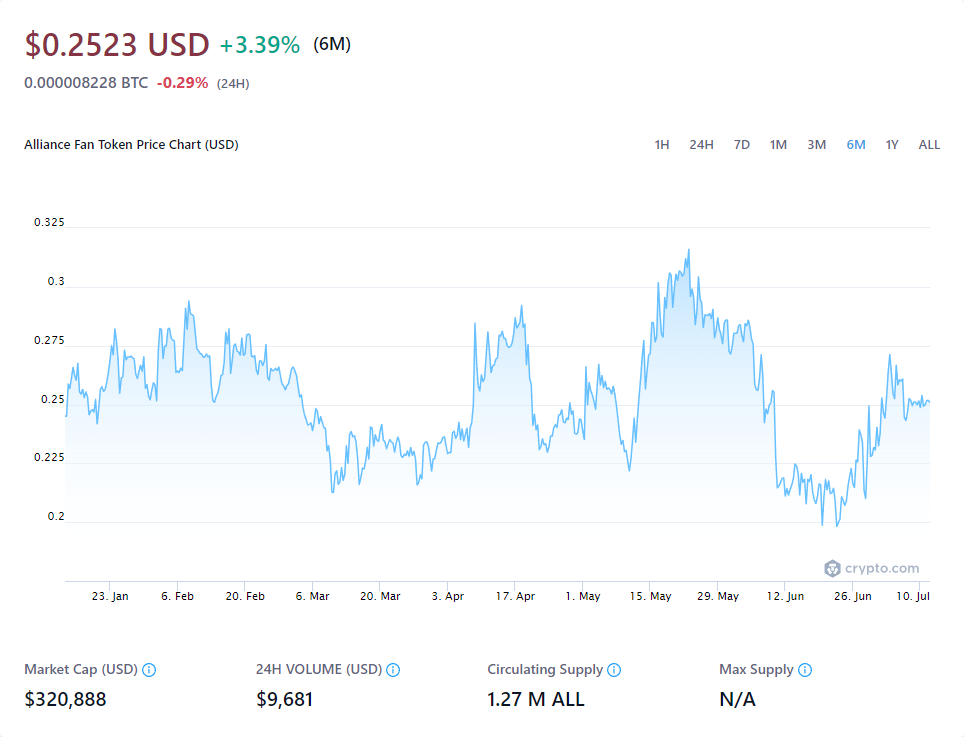 $0.2523 USD +3.39% (6M)
0.000008228 BTC -0.29% (24H)
Alliance Fan Token Price Chart (USD) 1H 24H 7D 1M 3M 6M 1Y ALL
0.325
0.3
0.275
0.25
0.225
0.2
crypto.com
23. Jan 6. Feb 20. Feb 6. Mar 20. Mar 3. Apr 17. Apr 1. May 15. May 29. May 12. Jun 26. Jun 10. Jul
Market Cap (USD) 24H VOLUME (USD) Circulating Supply Max Supply
$320,888 $9,681 1.27 M ALL N/A